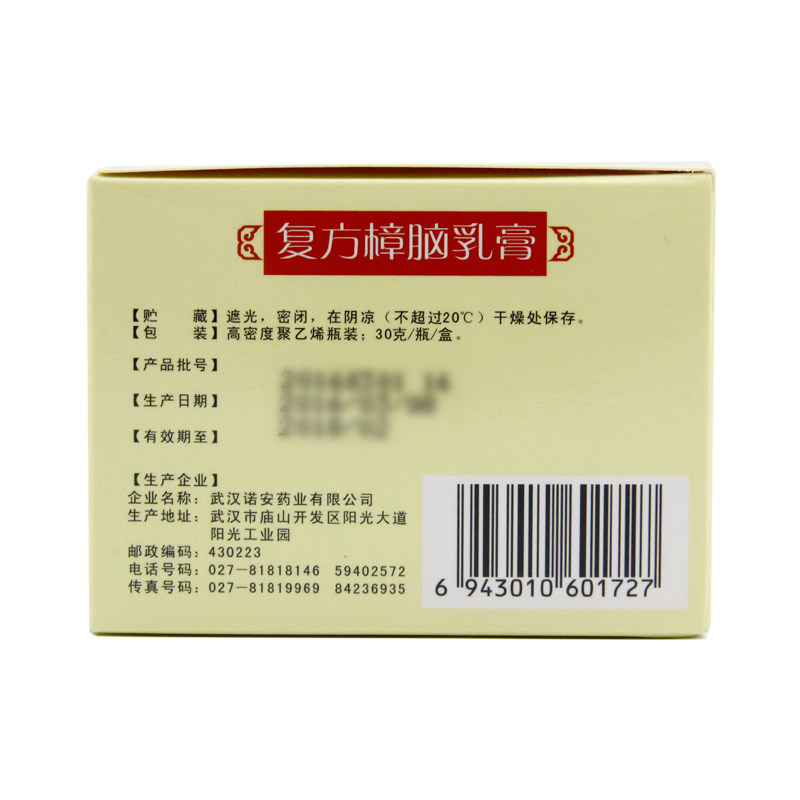 复方樟脑乳膏
【贮　　藏】遮光，密闭，在阴凉（不超过20℃）干燥处保存。
【包　　装】高密度聚乙烯瓶装；30克/瓶/盒。
【产品批号】
【生产日期】
【有效期至】
【生产企业】
企业名称：武汉诺安药业有限公司
生产地址：武汉市庙山开发区阳光大道
阳光工业园
邮政编码：430223
电话号码：027—81818146 59402572
传真号码：027—81819969 84236935
6 943010 601727